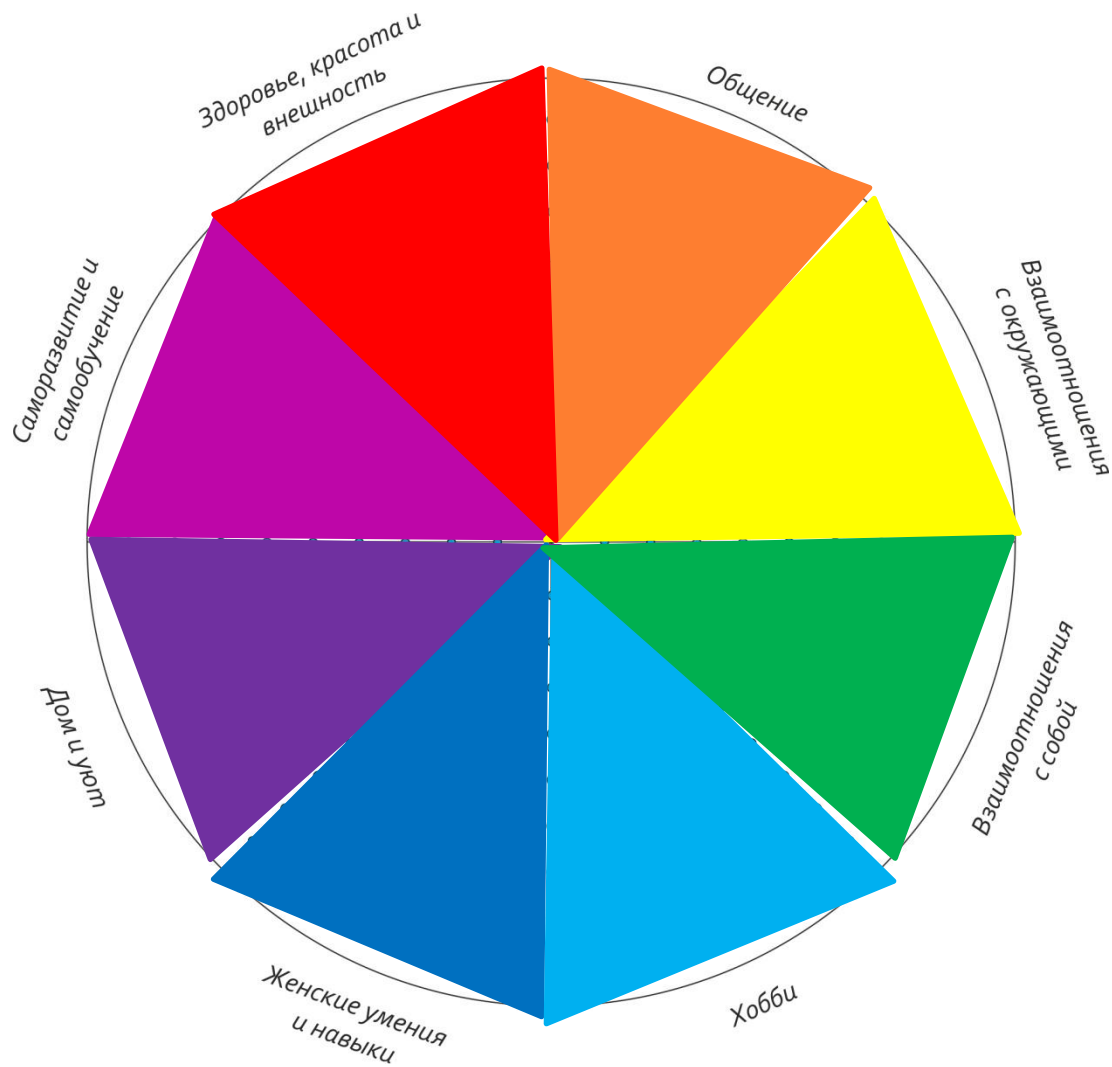 Здоровье, красота и
внешность
Общение
Взаимоотношения
с окружающими
Взаимоотношения
с собой
Хобби
Женские умения
и навыки
Дом и уют
Саморазвитие и
самообучение